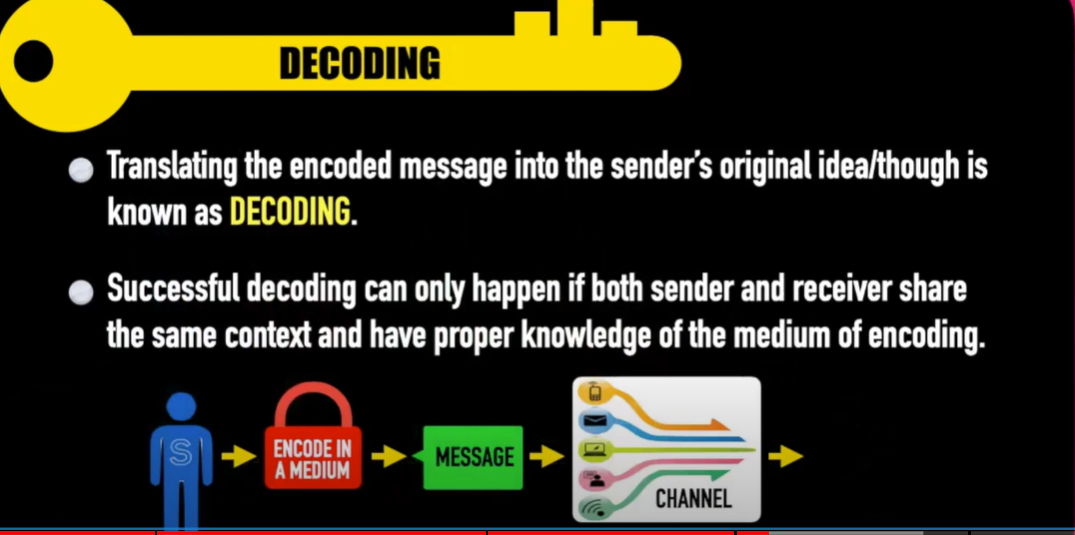 DECODING
Translating the encoded message into the sender's original idea/though is
known as DECODING.
Successful decoding can only happen if both sender and receiver share
the same context and have proper knowledge of the medium of encoding.
S
ENCODE IN
A MEDIUM
MESSAGE
CHANNEL